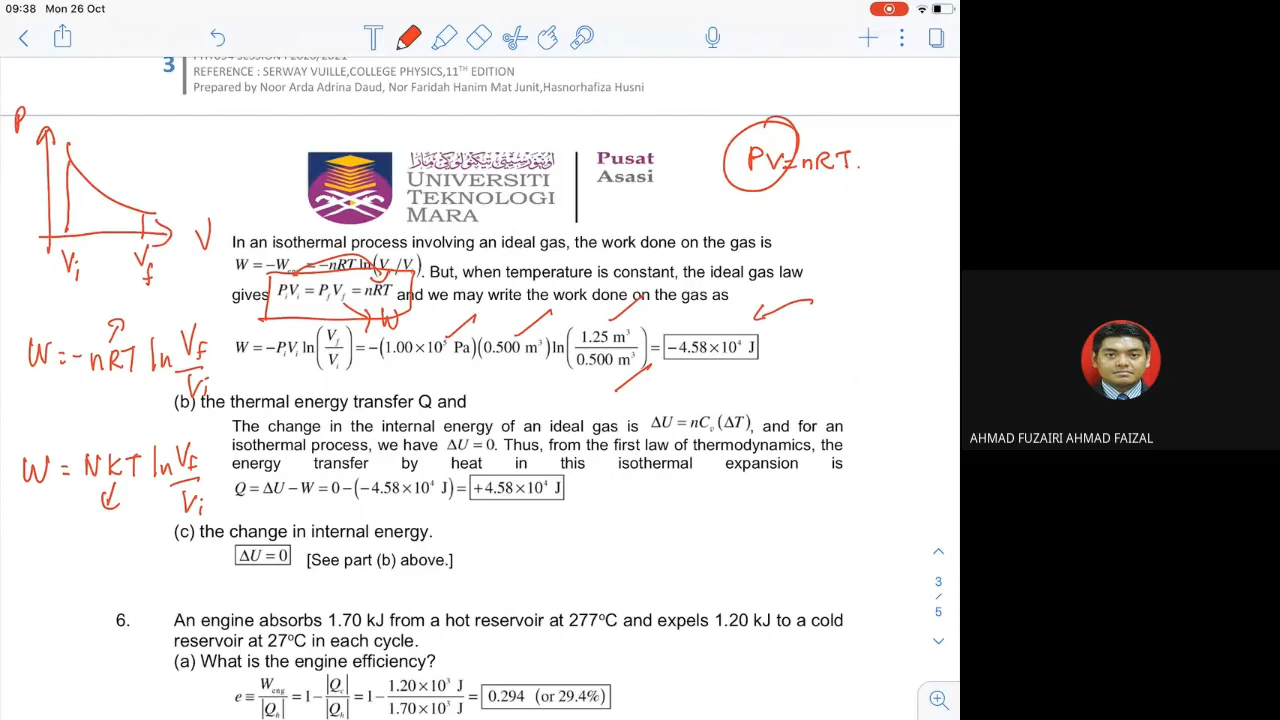 09:38 Mon 26 Oct
3
REFERENCE : SERWAY VUILLE,COLLEGE PHYSICS,11TH EDITION
Prepared by Noor Arda Adrina Daud, Nor Faridah Hanim Mat Junit,Hasnorhafiza Husni
P
V
Vi
Vf
PV=nRT.
UNIVERSITI
TEKNOLOGI
MARA
Pusat
Asasi
In an isothermal process involving an ideal gas, the work done on the gas is
W = −Wen = −nRT ln(V /V). But, when temperature is constant, the ideal gas law
gives PiVi = PfVf = nRT and we may write the work done on the gas as
W
W = −PiVi ln(Vf/Vi) = −(1.00×10⁵ Pa)(0.500 m³)ln(1.25 m³/0.500 m³) = −4.58×10⁴ J
W = -nRT ln Vf/Vi
(b) the thermal energy transfer Q and
The change in the internal energy of an ideal gas is ΔU = nCv(ΔT), and for an
isothermal process, we have ΔU = 0. Thus, from the first law of thermodynamics, the
energy transfer by heat in this isothermal expansion is
Q = ΔU − W = 0 − (−4.58×10⁴ J) = +4.58×10⁴ J
W = NKT ln Vf/Vi
(c) the change in internal energy.
ΔU = 0 [See part (b) above.]
6. An engine absorbs 1.70 kJ from a hot reservoir at 277°C and expels 1.20 kJ to a cold
reservoir at 27°C in each cycle.
(a) What is the engine efficiency?
e ≡ Weng/|Qh| = 1 − |Qc|/|Qh| = 1 − 1.20×10³ J/1.70×10³ J = 0.294 (or 29.4%)
3
/
5
AHMAD FUZAIRI AHMAD FAIZAL